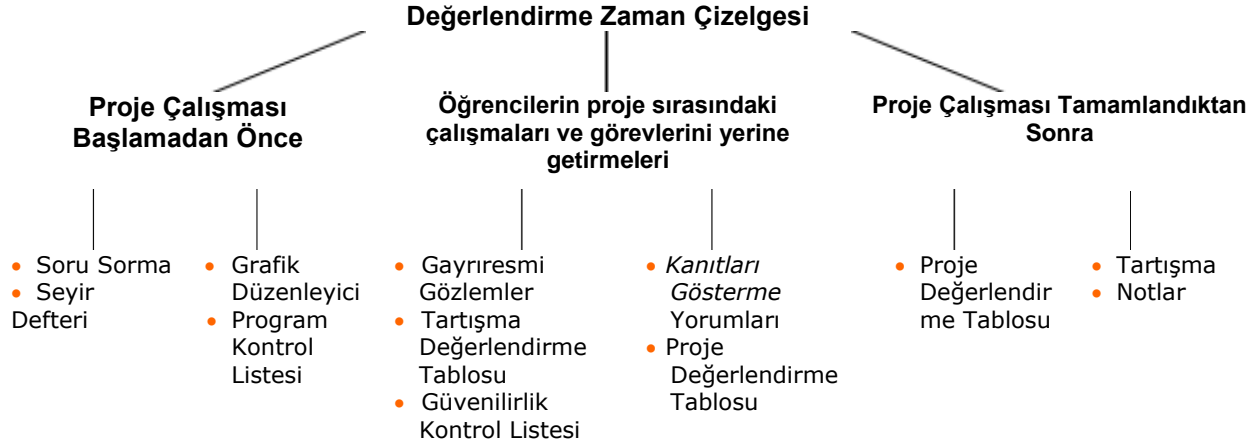 Değerlendirme Zaman Çizelgesi
Proje Çalışması
Başlamadan Önce
Öğrencilerin proje sırasındaki
çalışmaları ve görevlerini yerine
getirmeleri
Proje Çalışması Tamamlandıktan
Sonra
• Soru Sorma
• Seyir
Defteri
• Grafik
Düzenleyici
• Program
Kontrol
Listesi
• Gayrıresmi
Gözlemler
• Tartışma
Değerlendirme
Tablosu
• Güvenilirlik
Kontrol Listesi
• Kanıtları
Gösterme
Yorumları
• Proje
Değerlendirme
Tablosu
• Proje
Değerlendir
me Tablosu
• Tartışma
• Notlar